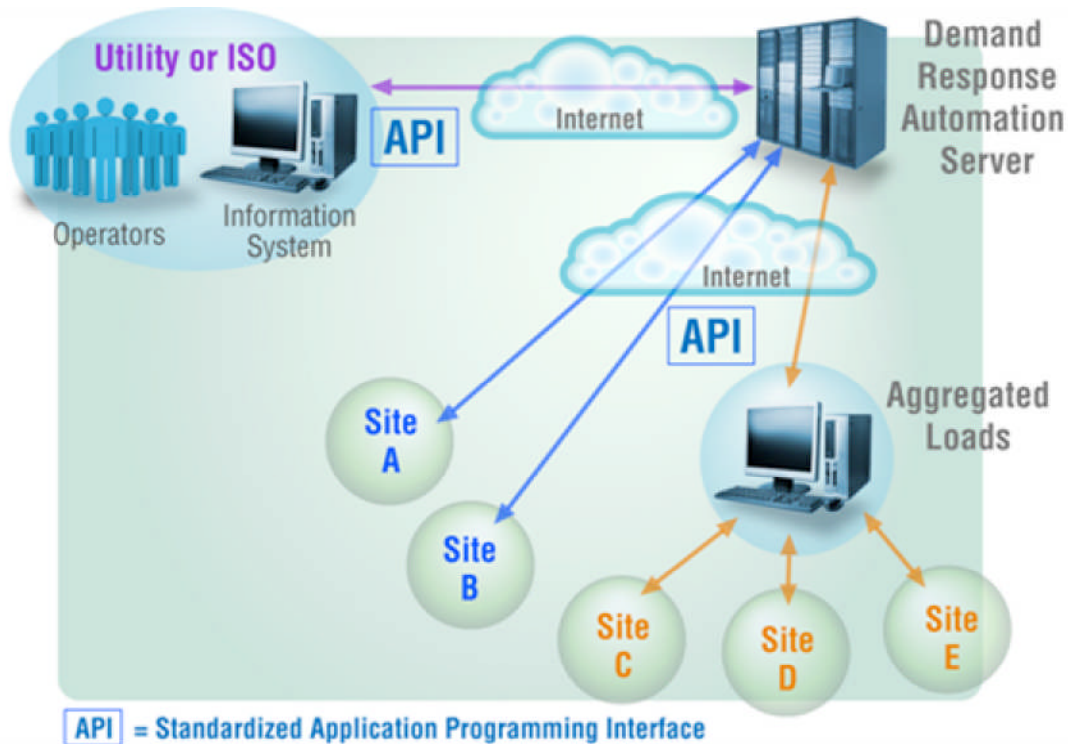 Utility or ISO
Operators
Information
System
API
Internet
Demand
Response
Automation
Server
Internet
API
Aggregated
Loads
Site
A
Site
B
Site
C
Site
D
Site
E
API = Standardized Application Programming Interface